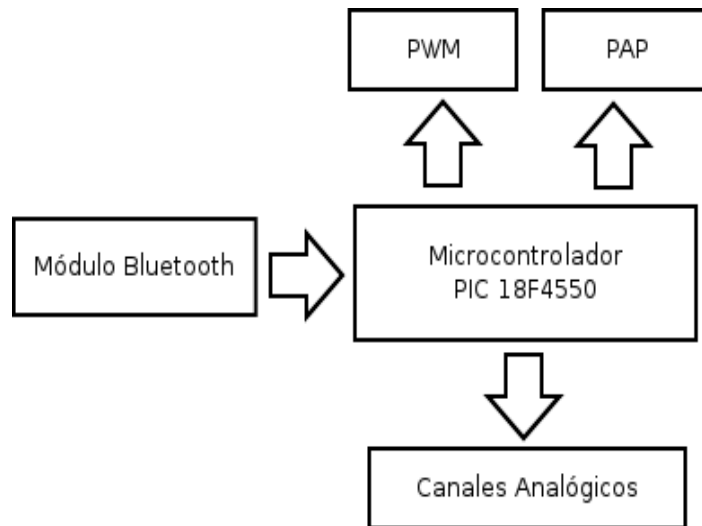 PWM
PAP
Módulo Bluetooth
Microcontrolador
PIC 18F4550
Canales Analógicos